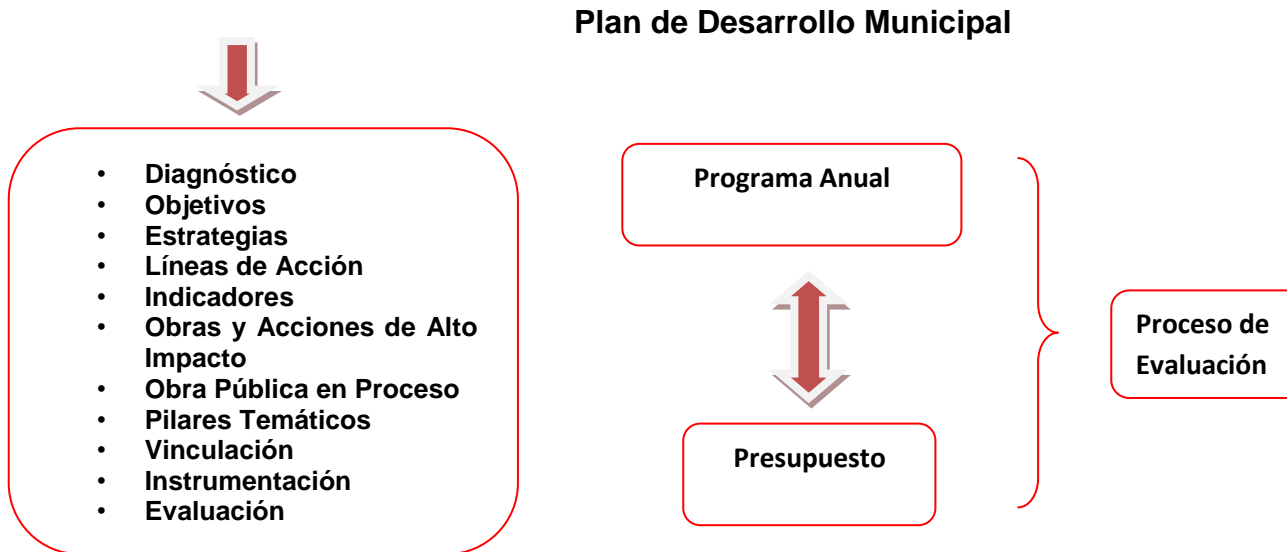 Plan de Desarrollo Municipal
• Diagnóstico
• Objetivos
• Estrategias
• Líneas de Acción
• Indicadores
• Obras y Acciones de Alto
Impacto
• Obra Pública en Proceso
• Pilares Temáticos
• Vinculación
• Instrumentación
• Evaluación
Programa Anual
Presupuesto
Proceso de
Evaluación